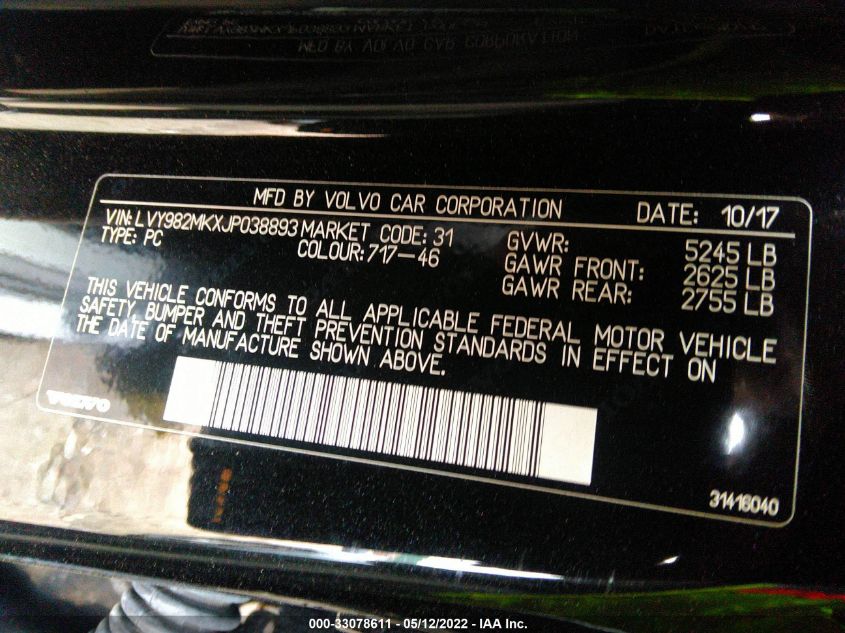 MFD BY VOLVO CAR CORPORATION DATE: 10/17
VIN: LVY982MKXJP038893 MARKET CODE: 31 GVWR: 5245 LB
TYPE: PC COLOUR: 717-46 GAWR FRONT: 2625 LB
GAWR REAR: 2755 LB
THIS VEHICLE CONFORMS TO ALL APPLICABLE FEDERAL MOTOR VEHICLE
SAFETY, BUMPER AND THEFT PREVENTION STANDARDS IN EFFECT ON
THE DATE OF MANUFACTURE SHOWN ABOVE.
VOLVO
31416040
000-33078611 - 05/12/2022 - IAA Inc.